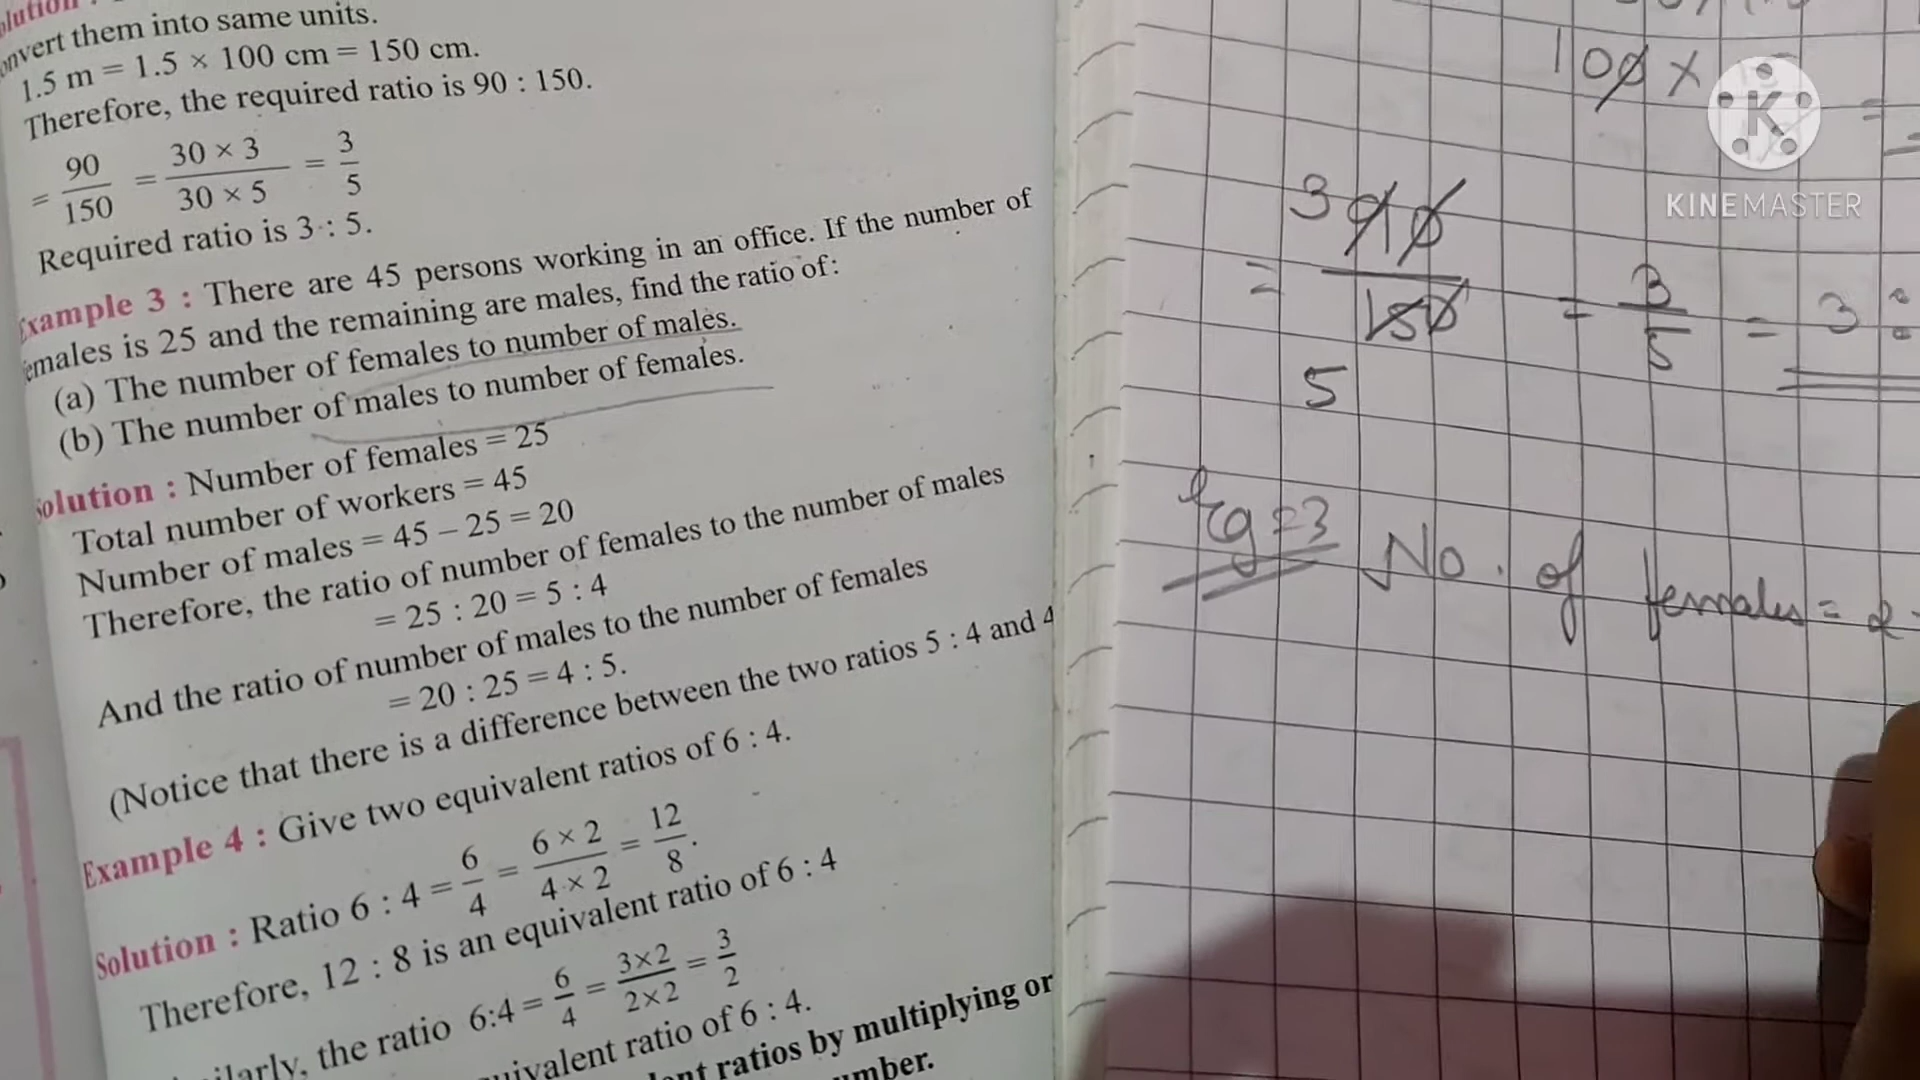 onvert them into same units.
1.5 m = 1.5 × 100 cm = 150 cm.
Therefore, the required ratio is 90 : 150.
= 90/150 = 30 × 3/30 × 5 = 3/5
Required ratio is 3 : 5.
xample 3 : There are 45 persons working in an office. If the number of
emales is 25 and the remaining are males, find the ratio of:
(a) The number of females to number of males.
(b) The number of males to number of females.
olution : Number of females = 25
Total number of workers = 45
Number of males = 45 – 25 = 20
Therefore, the ratio of number of females to the number of males
= 25 : 20 = 5 : 4
And the ratio of number of males to the number of females
= 20 : 25 = 4 : 5.
(Notice that there is a difference between the two ratios 5 : 4 and 4
Example 4 : Give two equivalent ratios of 6 : 4.
Solution : Ratio 6 : 4 = 6/4 = 6 × 2/4 × 2 = 12/8.
Therefore, 12 : 8 is an equivalent ratio of 6 : 4
ilarly, the ratio 6:4 = 6/4 = 3×2/2×2 = 3/2
uivalent ratio of 6 : 4.
ratios by multiplying or
umber.
100 ×
KINEMASTER
= 3 90/150 5 = 3/5 = 3 :
No. of females = 2